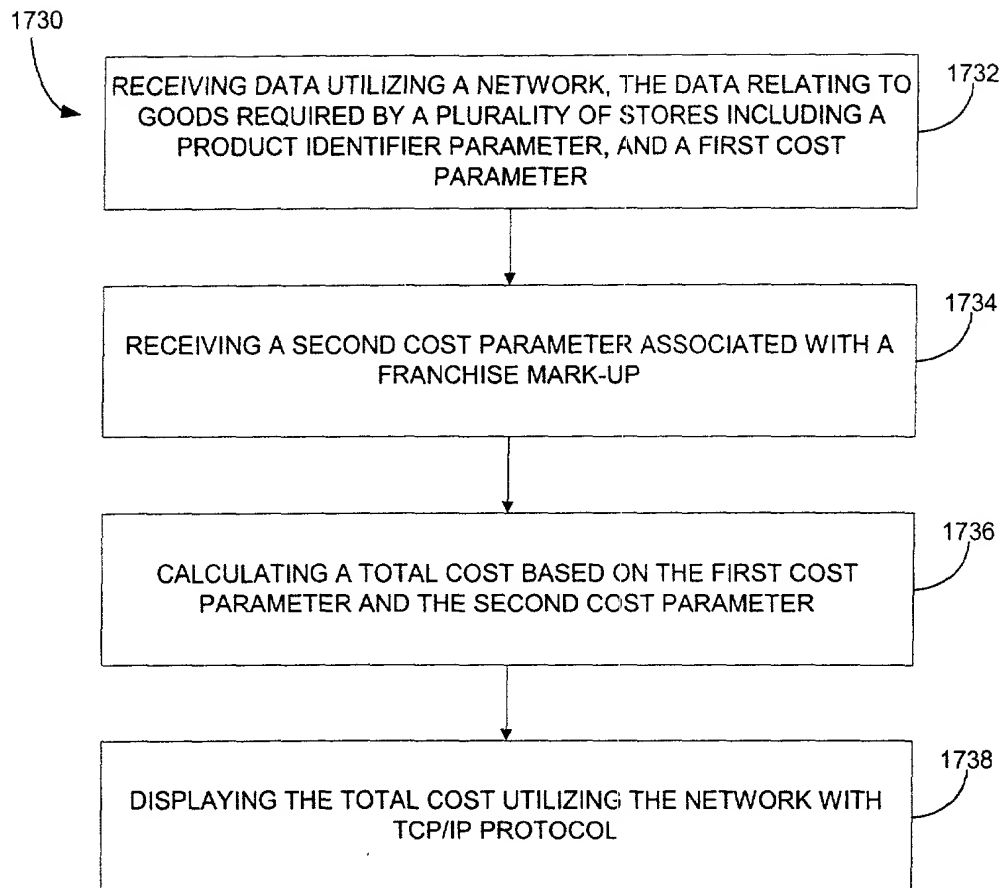 1730
RECEIVING DATA UTILIZING A NETWORK, THE DATA RELATING TO
GOODS REQUIRED BY A PLURALITY OF STORES INCLUDING A
PRODUCT IDENTIFIER PARAMETER, AND A FIRST COST
PARAMETER
1732
RECEIVING A SECOND COST PARAMETER ASSOCIATED WITH A
FRANCHISE MARK-UP
1734
CALCULATING A TOTAL COST BASED ON THE FIRST COST
PARAMETER AND THE SECOND COST PARAMETER
1736
DISPLAYING THE TOTAL COST UTILIZING THE NETWORK WITH
TCP/IP PROTOCOL
1738